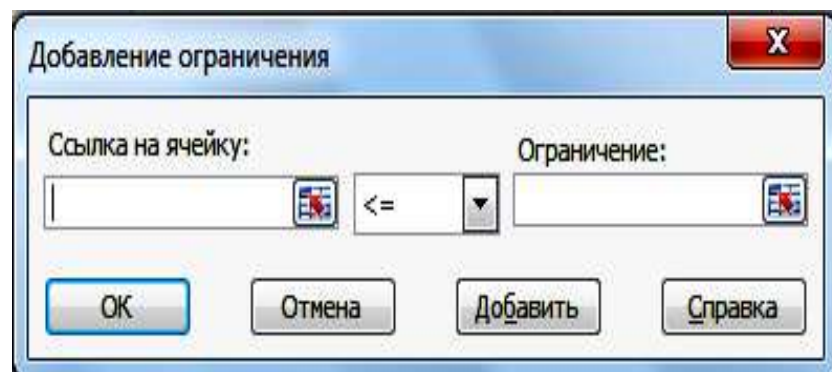 Добавление ограничения
X
Ссылка на ячейку: Ограничение:
<=
ОК Отмена Добавить Справка